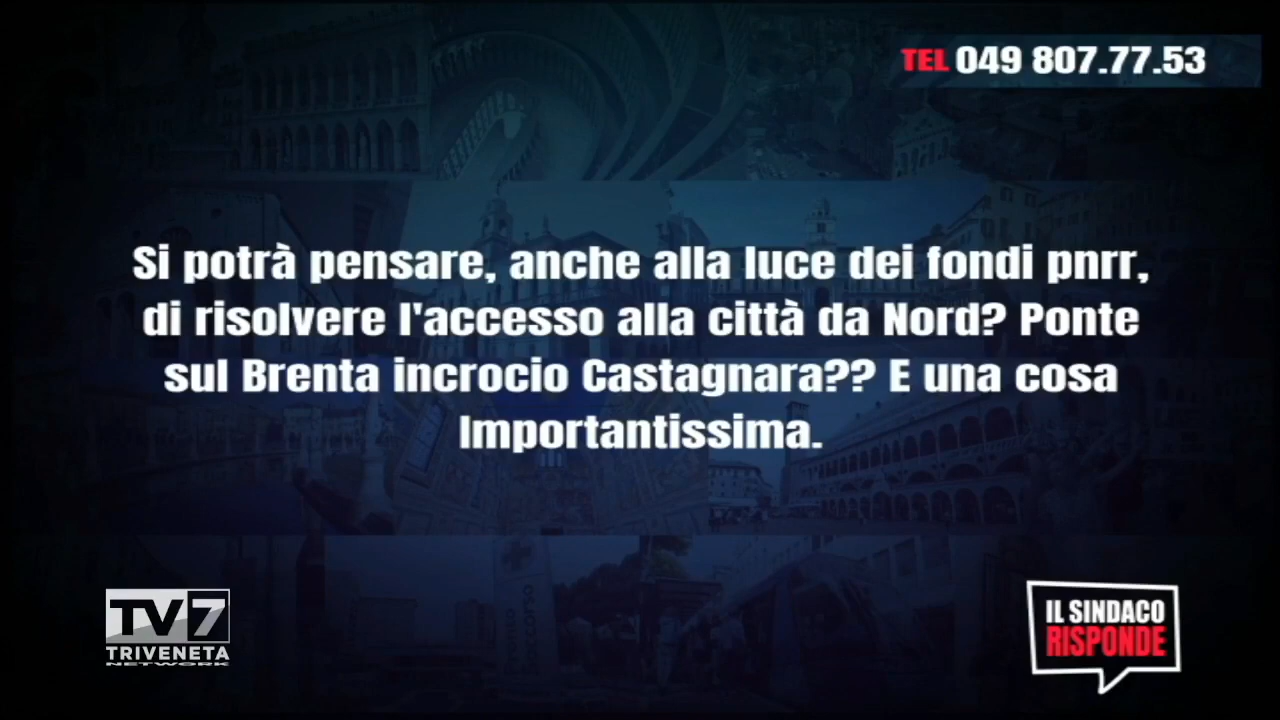 TEL 049 807.77.53
Si potrà pensare, anche alla luce dei fondi pnrr,
di risolvere l'accesso alla città da Nord? Ponte
sul Brenta incrocio Castagnara?? E una cosa
Importantissima.
TV7
TRIVENETA
NETWORK
IL SINDACO
RISPONDE